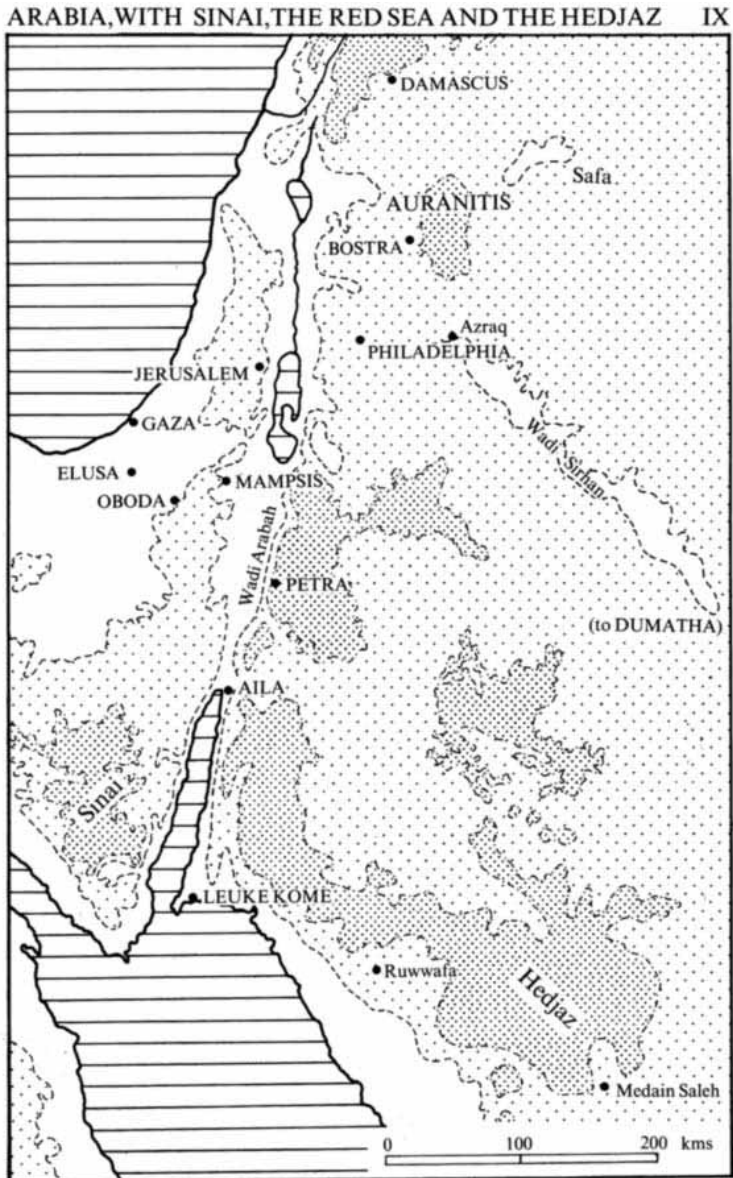 ARABIA, WITH SINAI, THE RED SEA AND THE HEDJAZ IX
DAMASCUS
Safa
AURANITIS
BOSTRA
Azraq
PHILADELPHIA
JERUSALEM
GAZA
Wadi Sirhan
ELUSA
MAMPSIS
OBODA
Wadi Arabah
PETRA
(to DUMATHA)
AILA
Sinai
LEUKE KOME
Ruwwafa
Hedjaz
Medain Saleh
0 100 200 kms